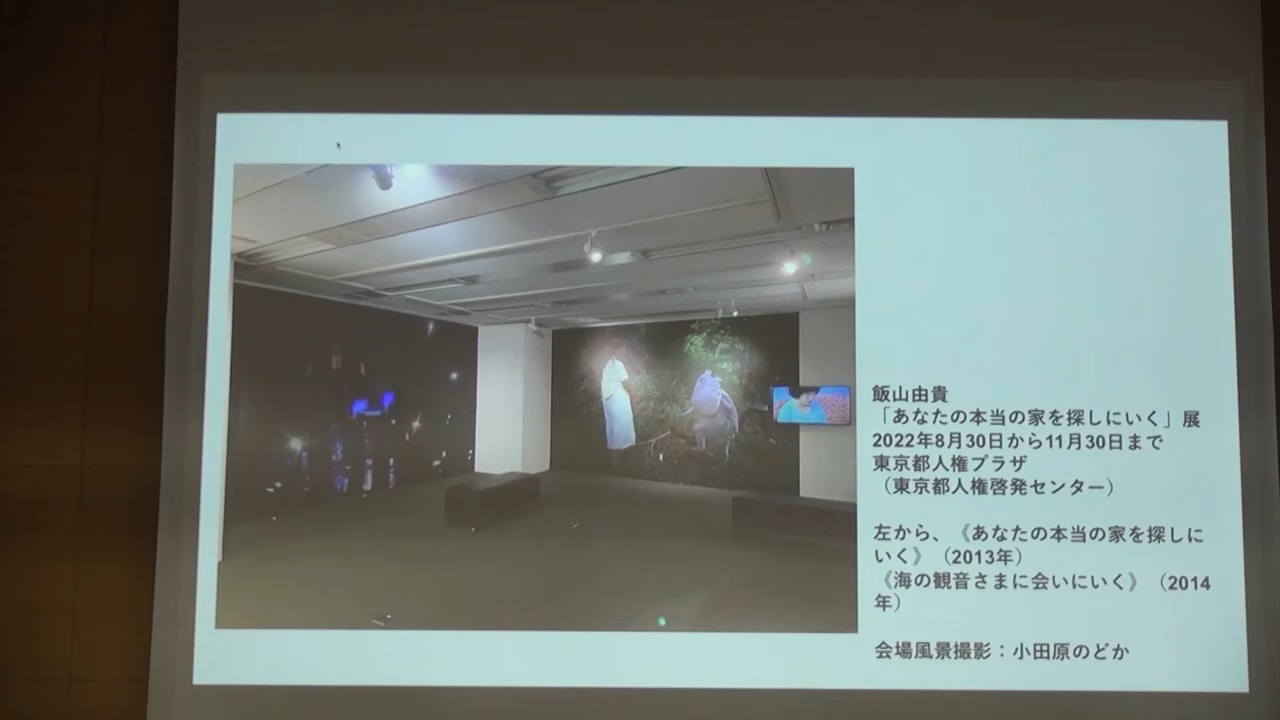 飯山由貴
「あなたの本当の家を探しにいく」展
2022年8月30日から11月30日まで
東京都人権プラザ
（東京都人権啓発センター）
左から、《あなたの本当の家を探しに
いく》（2013年）
《海の観音さまに会いにいく》（2014
年）
会場風景撮影：小田原のどか